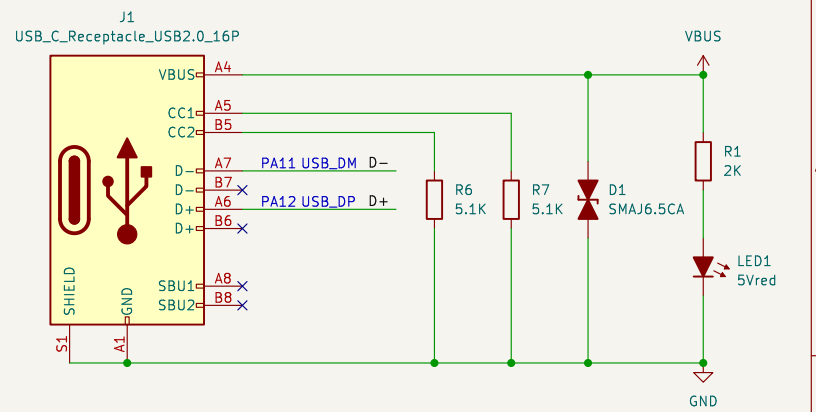 J1
USB_C_Receptacle_USB2.0_16P
VBUS
VBUS A4
CC1 A5
CC2 B5
D- A7 PA11 USB_DM D-
D- B7
D+ A6 PA12 USB_DP D+
D+ B6
SBU1 A8
SBU2 B8
SHIELD
GND
S1
A1
R6
5.1K
R7
5.1K
D1
SMAJ6.5CA
R1
2K
LED1
5Vred
GND